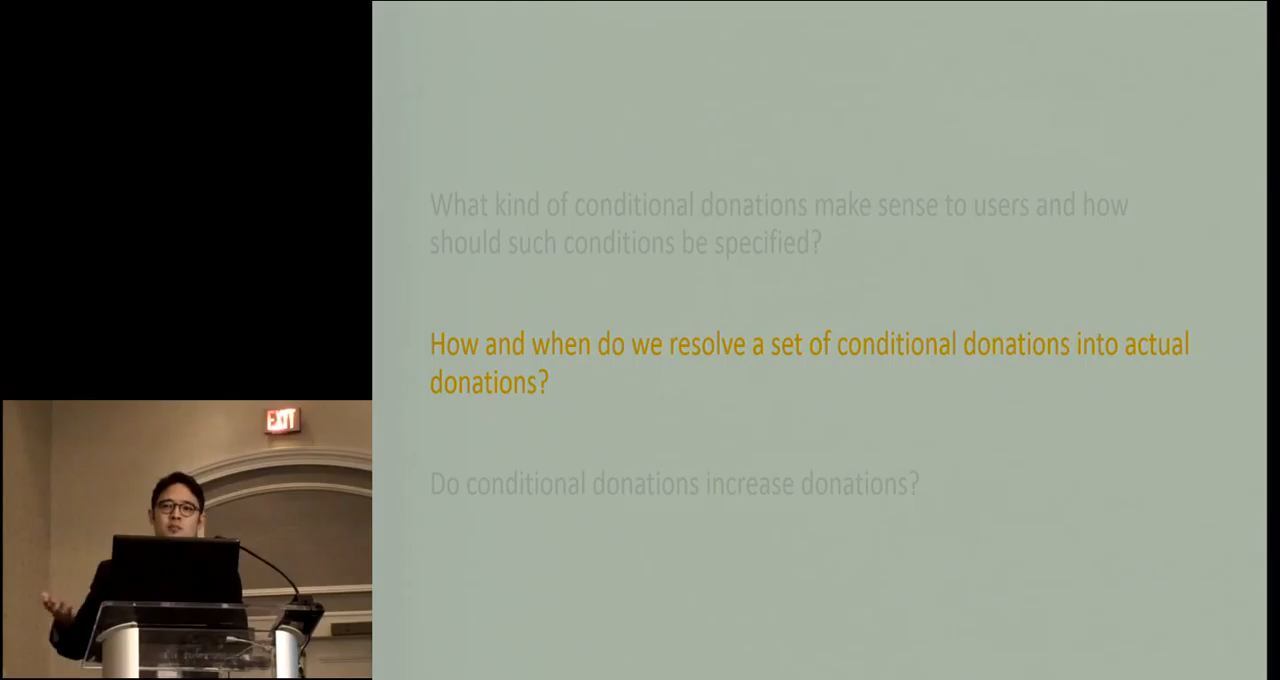 What kind of conditional donations make sense to users and how
should such conditions be specified?
How and when do we resolve a set of conditional donations into actual
donations?
Do conditional donations increase donations?
EXIT